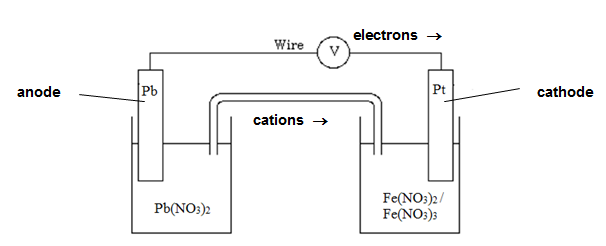 electrons →
Wire
V
anode
Pb
Pt
cathode
cations →
Pb(NO₃)₂
Fe(NO₃)₂ /
Fe(NO₃)₃